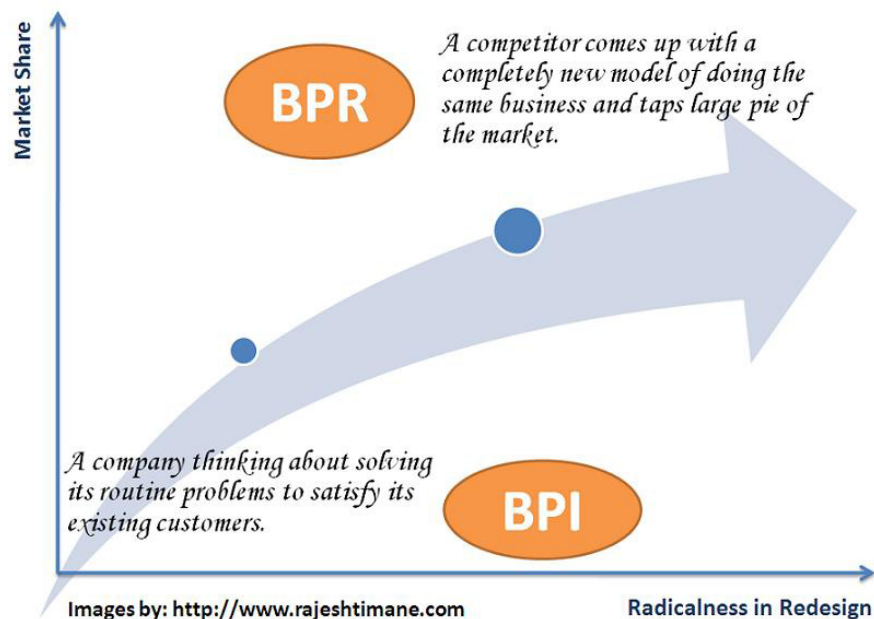 Market Share
BPR
A competitor comes up with a
completely new model of doing the
same business and taps large pie of
the market.
A company thinking about solving
its routine problems to satisfy its
existing customers.
BPI
Images by: http://www.rajeshtimane.com
Radicalness in Redesign